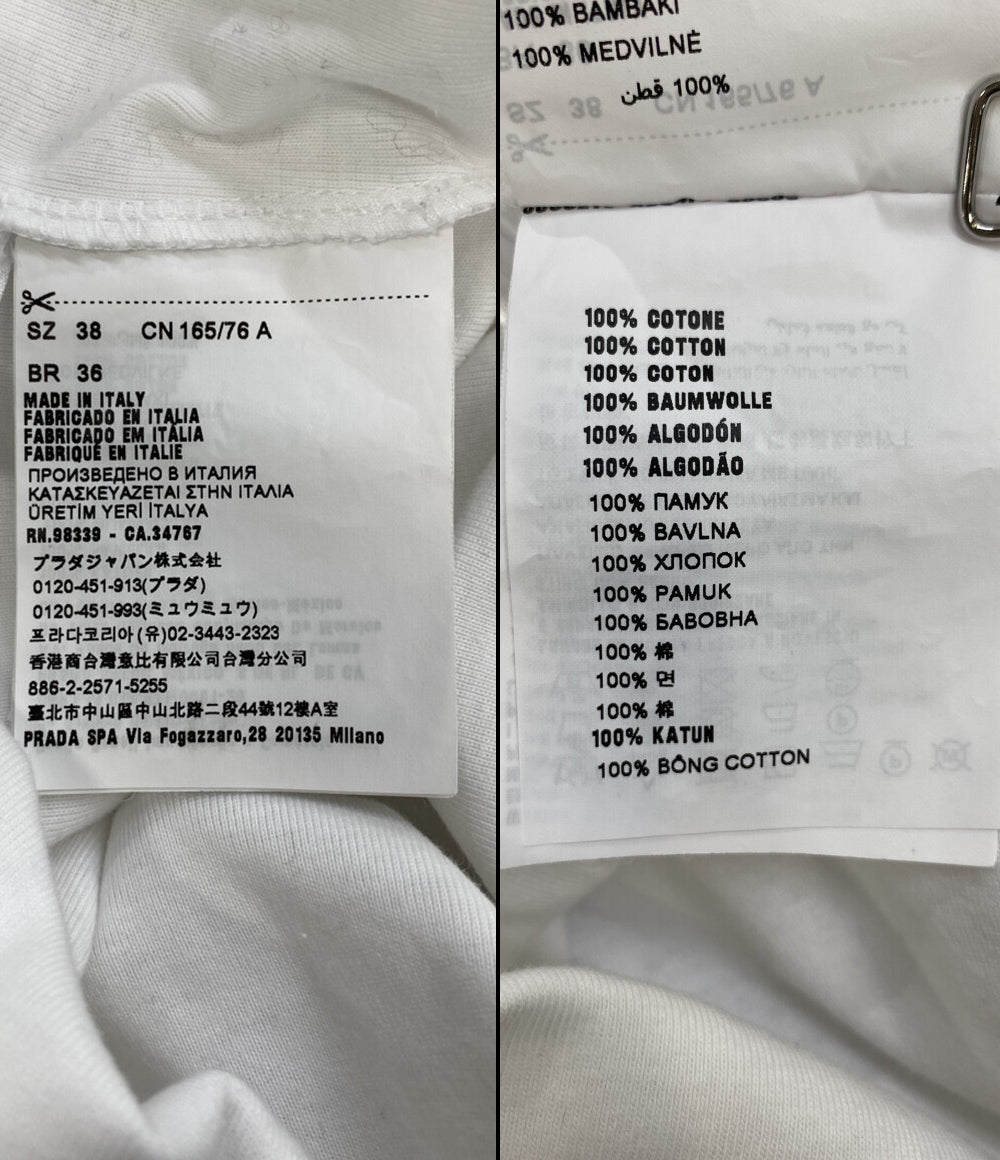 SZ 38 CN 165/76 A
BR 36
MADE IN ITALY
FABRICADO EN ITALIA
FABRICADO EM ITÁLIA
FABRIQUÉ EN ITALIE
ПРОИЗВЕДЕНО В ИТАЛИЯ
ΚΑΤΑΣΚΕΥΑΖΕΤΑΙ ΣΤΗΝ ΙΤΑΛΙΑ
ÜRETİM YERİ İTALYA
RN.98339 - CA.34767
プラダジャパン株式会社
0120-451-913(プラダ)
0120-451-993(ミュウミュウ)
프라다코리아(유)02-3443-2323
香港商台灣意比有限公司台灣分公司
886-2-2571-5255
臺北市中山區中山北路二段44號12樓A室
PRADA SPA Via Fogazzaro,28 20135 Milano
100% BAMBAKI
100% MEDVILNĖ
100% قطن
100% COTONE
100% COTTON
100% COTON
100% BAUMWOLLE
100% ALGODÓN
100% ALGODÃO
100% ПАМУК
100% BAVLNA
100% ХЛОПОК
100% PAMUK
100% БАВОВНА
100% 棉
100% 면
100% 棉
100% KATUN
100% BÔNG COTTON